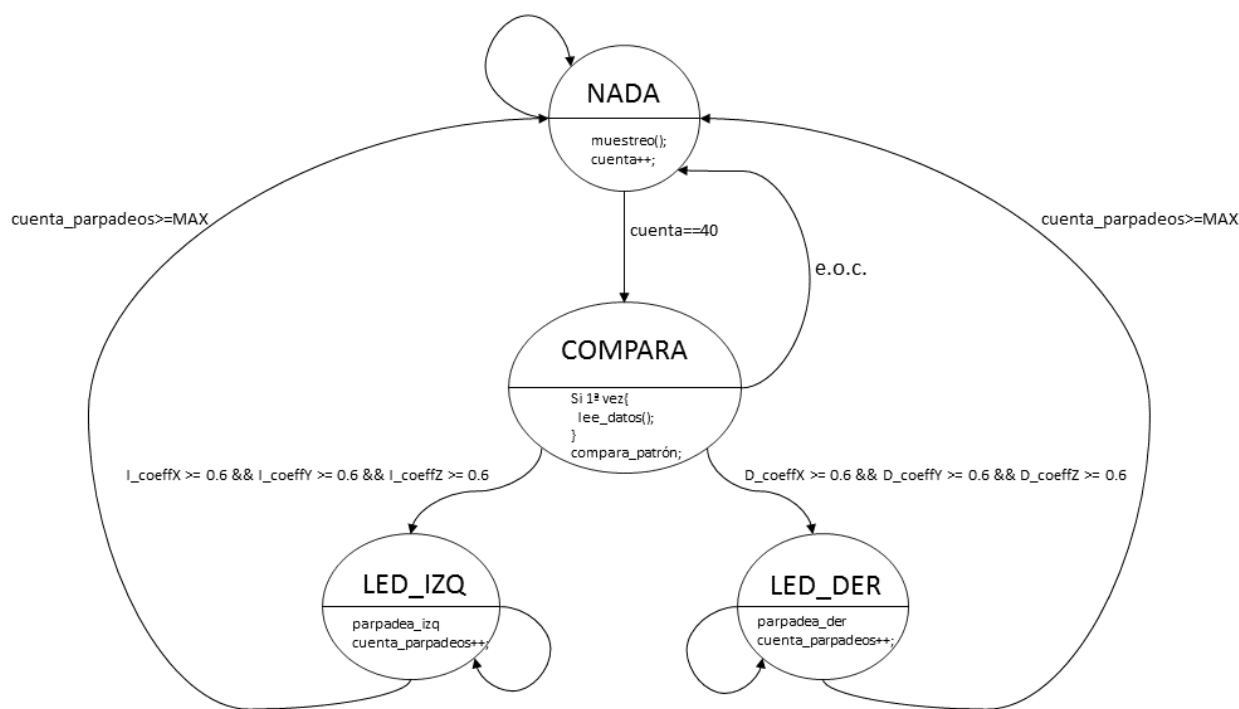 NADA
muestreo();
cuenta++;
cuenta_parpadeos>=MAX
cuenta_parpadeos>=MAX
cuenta==40
e.o.c.
COMPARA
Si 1ª vez{
lee_datos();
}
compara_patrón;
I_coeffX >= 0.6 && I_coeffY >= 0.6 && I_coeffZ >= 0.6
D_coeffX >= 0.6 && D_coeffY >= 0.6 && D_coeffZ >= 0.6
LED_IZQ
parpadea_izq
cuenta_parpadeos++;
LED_DER
parpadea_der
cuenta_parpadeos++;